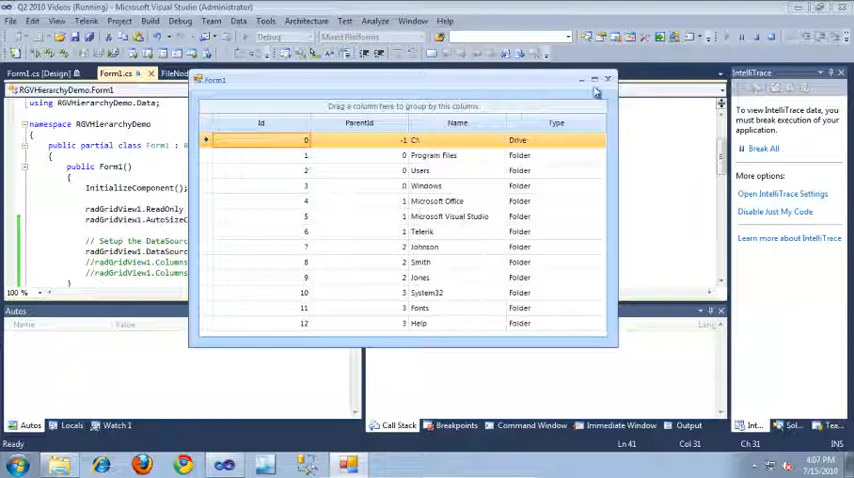 Q2 2010 Videos (Running) - Microsoft Visual Studio (Administrator)
File Edit View Telerik Project Build Debug Team Data Tools Architecture Test Analyze Window Help
Debug Mixed Platforms
Form1.cs [Design] Form1.cs FileNod
RGVHierarchyDemo.Form1
using RGVHierarchyDemo.Data;
namespace RGVHierarchyDemo
{
public partial class Form1 : R
{
public Form1()
{
InitializeComponent();
radGridView1.ReadOnly
radGridView1.AutoSizeC
// Setup the DataSourc
radGridView1.DataSourc
//radGridView1.Columns
//radGridView1.Columns
}
100 %
Form1
Drag a column here to group by this column.
Id ParentId Name Type
0 -1 C:\ Drive
1 0 Program Files Folder
2 0 Users Folder
3 0 Windows Folder
4 1 Microsoft Office Folder
5 1 Microsoft Visual Studio Folder
6 1 Telerik Folder
7 2 Johnson Folder
8 2 Smith Folder
9 2 Jones Folder
10 3 System32 Folder
11 3 Fonts Folder
12 3 Help Folder
IntelliTrace
To view IntelliTrace data, you
must break execution of your
application.
Break All
More options:
Open IntelliTrace Settings
Disable Just My Code
Learn more about IntelliTrace
Autos
Name Value
Lang
Autos Locals Watch 1
Call Stack Breakpoints Command Window Immediate Window Output
Int... Sol... Tea...
Ready Ln 41 Col 31 Ch 31 INS
4:07 PM
7/15/2010